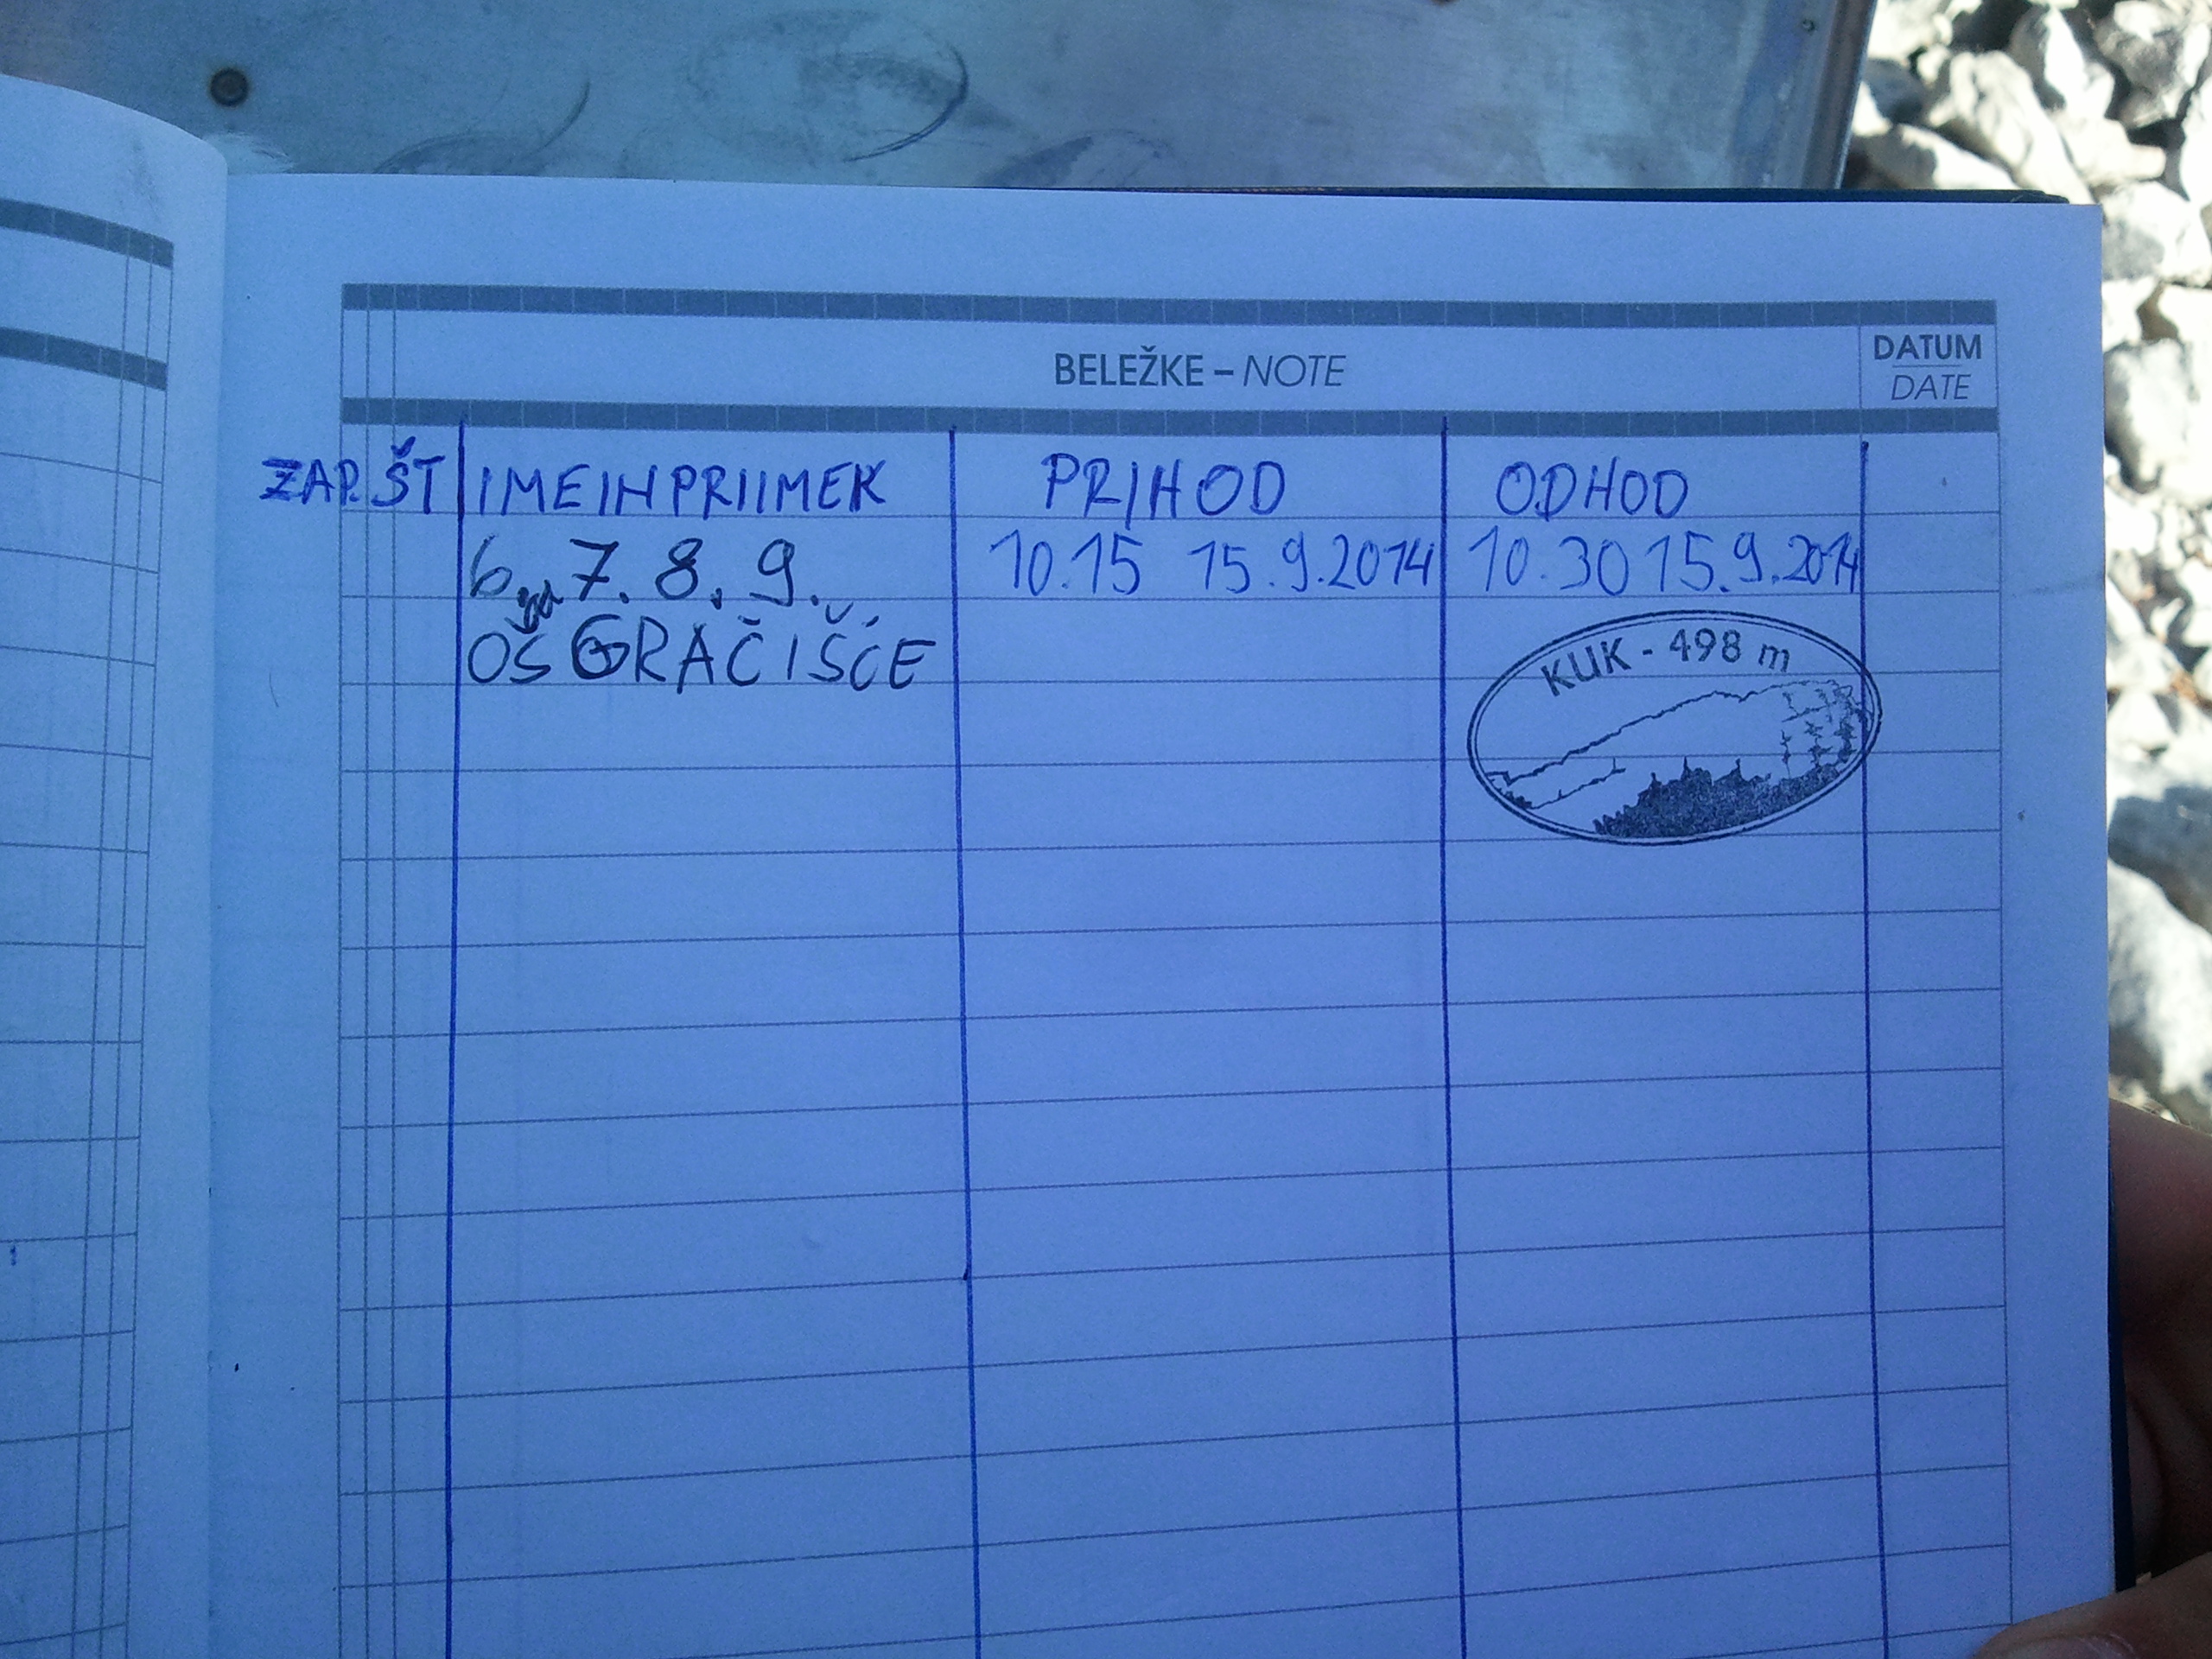 BELEŽKE – NOTE
DATUM
DATE
ZAP. ŠT IME IN PRIIMEK PRIHOD ODHOD
6. 7. 8. 9. 10.15 15.9.2014 10.30 15.9.2014
OŠ GRAČIŠĆE
KUK - 498 m